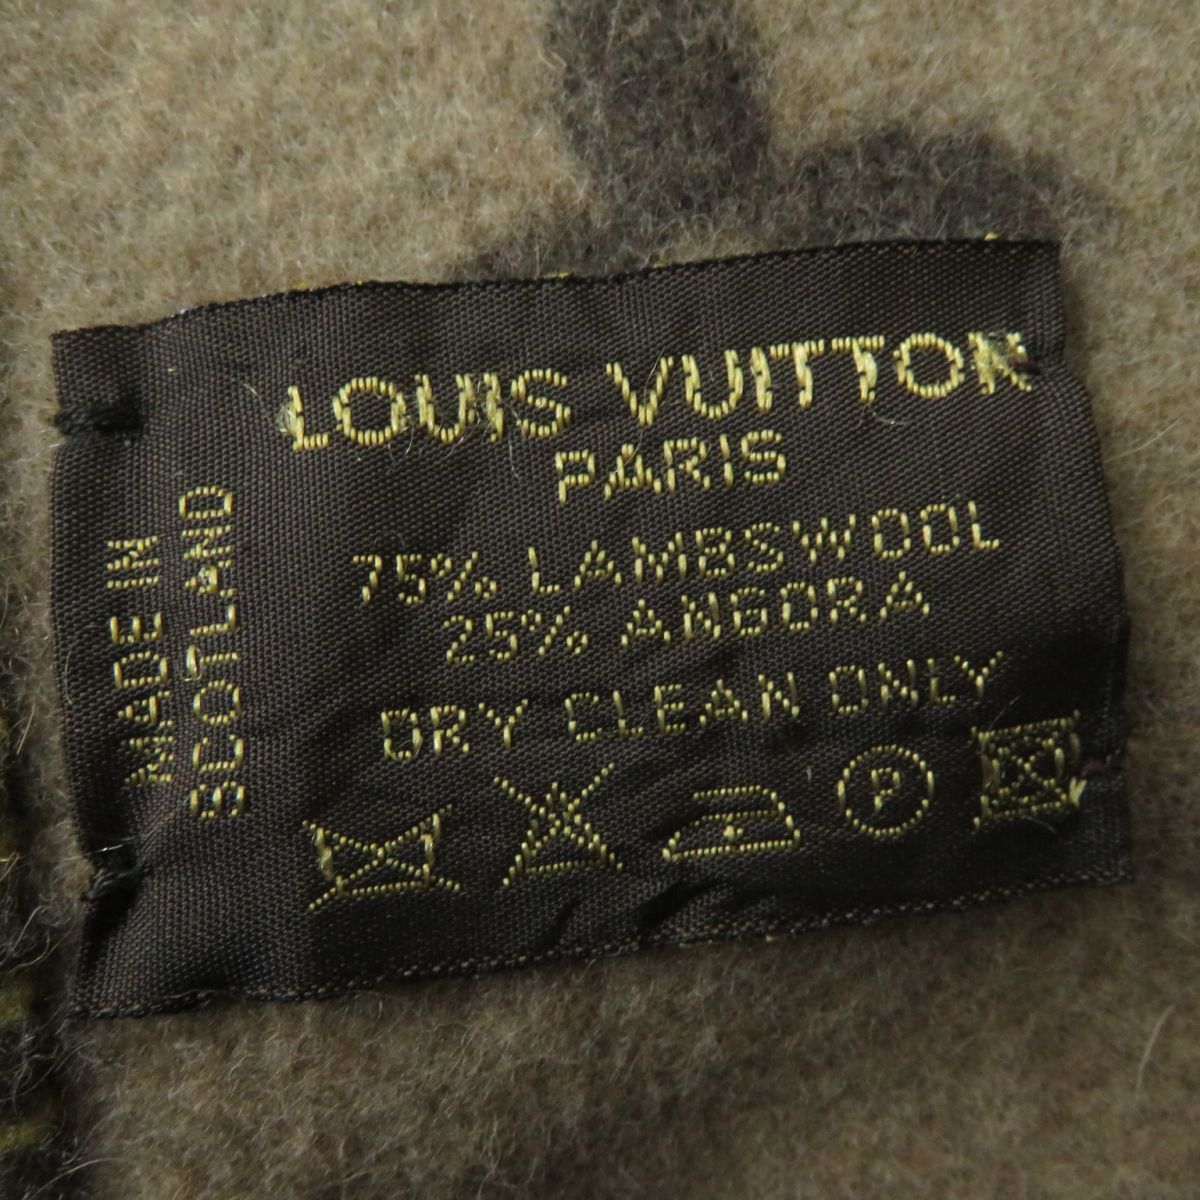 LOUIS VUITTON
PARIS
75% LAMBSWOOL
25% ANGORA
DRY CLEAN ONLY
P
MADE IN
SCOTLAND